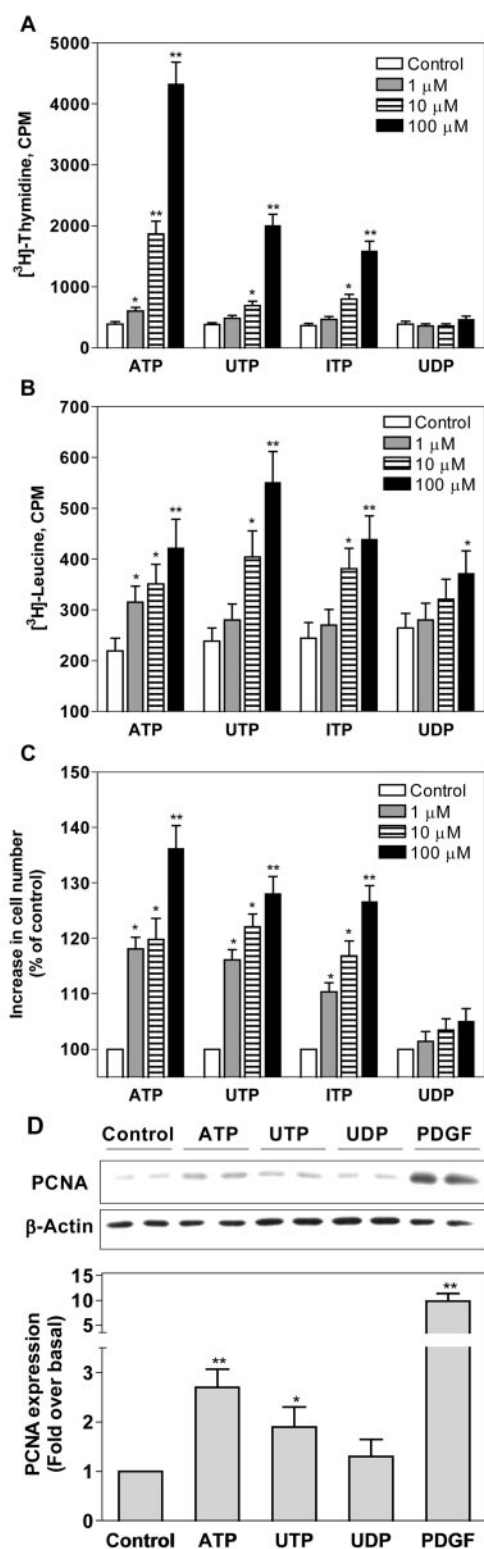 A
5000
4000
3000
2000
1000
0
[³H]-Thymidine, CPM
Control
1 μM
10 μM
100 μM
* ** **
* **
* **
ATP UTP ITP UDP
B
700
600
500
400
300
200
100
[³H]-Leucine, CPM
Control
1 μM
10 μM
100 μM
* * **
* **
* **
*
ATP UTP ITP UDP
C
150
140
130
120
110
100
Increase in cell number
(% of control)
Control
1 μM
10 μM
100 μM
* * **
* * **
* * **
ATP UTP ITP UDP
D
Control ATP UTP UDP PDGF
PCNA
β-Actin
15
10
5
3
2
1
0
PCNA expression
(Fold over basal)
** * **
Control ATP UTP UDP PDGF